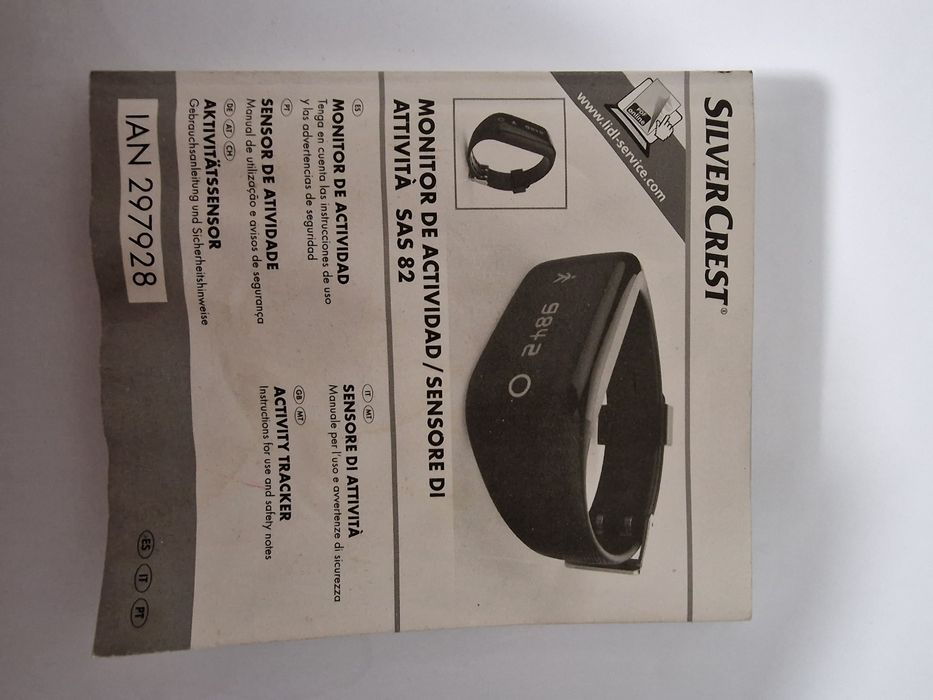 SILVERCREST®
www.lidl-service.com
9842
MONITOR DE ACTIVIDAD / SENSORE DI
ATTIVITÀ SAS 82
ES
MONITOR DE ACTIVIDAD
Tenga en cuenta las instrucciones de uso
y las advertencias de seguridad
PT
SENSOR DE ATIVIDADE
Manual de utilização e avisos de segurança
DE AT CH
AKTIVITÄTSSENSOR
Gebrauchsanleitung und Sicherheitshinweise
IT MT
SENSORE DI ATTIVITÀ
Manuale per l'uso e avvertenze di sicurezza
GB MT
ACTIVITY TRACKER
Instructions for use and safety notes
IAN 297928
ES IT PT